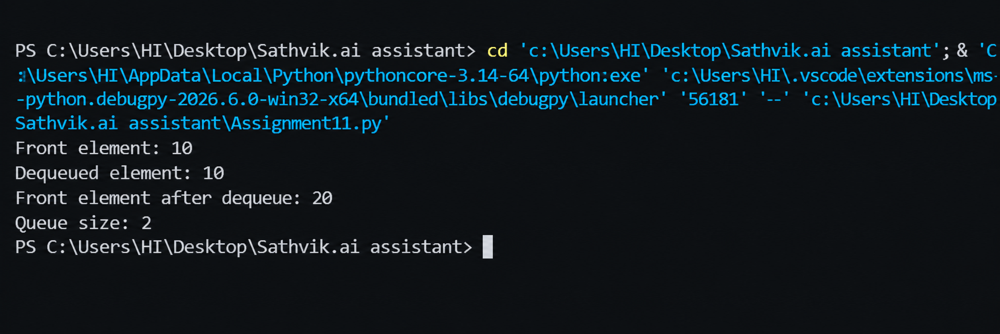 PS C:\Users\HI\Desktop\Sathvik.ai assistant> cd 'c:\Users\HI\Desktop\Sathvik.ai assistant'; & 'C
:\Users\HI\AppData\Local\Python\pythoncore-3.14-64\python:exe' 'c:\Users\HI\.vscode\extensions\ms-
-python.debugpy-2026.6.0-win32-x64\bundled\libs\debugpy\launcher' '56181' '--' 'c:\Users\HI\Desktop
Sathvik.ai assistant\Assignment11.py'
Front element: 10
Dequeued element: 10
Front element after dequeue: 20
Queue size: 2
PS C:\Users\HI\Desktop\Sathvik.ai assistant>